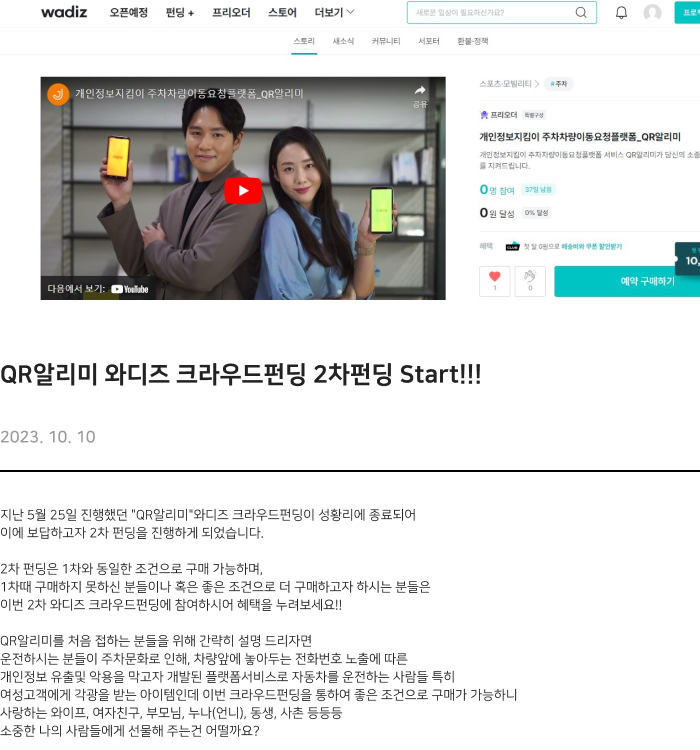 wadiz 오픈예정 펀딩 + 프리오더 스토어 더보기 새로운 일상이 필요하신가요? 프로
스토리 새소식 커뮤니티 서포터 환불·정책
개인정보지킴이 주차차량이동요청플랫폼_QR알리미
공유
다음에서 보기: YouTube
스포츠·모빌리티 > #주차
프리오더 특별구성
개인정보지킴이 주차차량이동요청플랫폼_QR알리미
개인정보지킴이 주차차량이동요청플랫폼 서비스 QR알리미가 당신의 소중
를 지켜드립니다.
0명 참여 37일 남음
0원 달성 0% 달성
혜택 CLUB 첫 달 0원으로 배송비와 쿠폰 할인받기
10,
1 0 예약 구매하기
QR알리미 와디즈 크라우드펀딩 2차펀딩 Start!!!
2023. 10. 10
지난 5월 25일 진행했던 "QR알리미"와디즈 크라우드펀딩이 성황리에 종료되어
이에 보답하고자 2차 펀딩을 진행하게 되었습니다.
2차 펀딩은 1차와 동일한 조건으로 구매 가능하며,
1차때 구매하지 못하신 분들이나 혹은 좋은 조건으로 더 구매하고자 하시는 분들은
이번 2차 와디즈 크라우드펀딩에 참여하시어 혜택을 누려보세요!!
QR알리미를 처음 접하는 분들을 위해 간략히 설명 드리자면
운전하시는 분들이 주차문화로 인해, 차량앞에 놓아두는 전화번호 노출에 따른
개인정보 유출및 악용을 막고자 개발된 플랫폼서비스로 자동차를 운전하는 사람들 특히
여성고객에게 각광을 받는 아이템인데 이번 크라우드펀딩을 통하여 좋은 조건으로 구매가 가능하니
사랑하는 와이프, 여자친구, 부모님, 누나(언니), 동생, 사촌 등등등
소중한 나의 사람들에게 선물해 주는건 어떨까요?